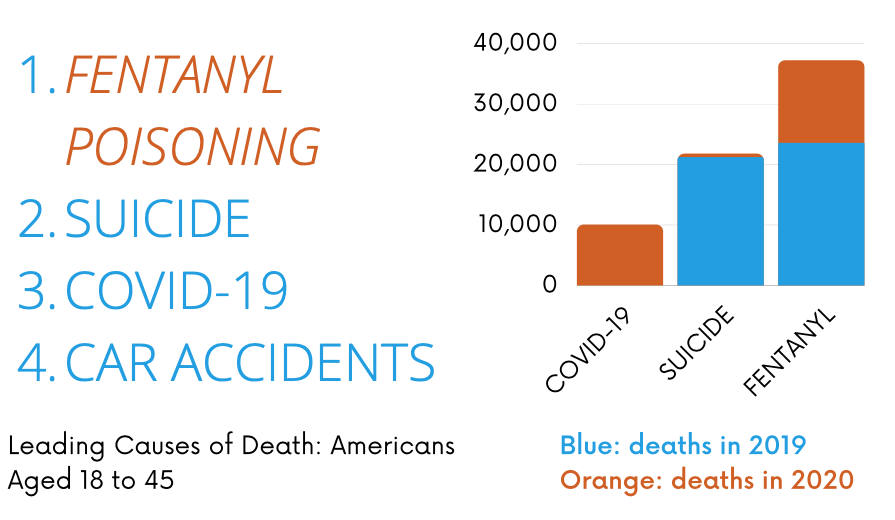 1. FENTANYL
POISONING
2. SUICIDE
3. COVID-19
4. CAR ACCIDENTS
Leading Causes of Death: Americans
Aged 18 to 45
40,000
30,000
20,000
10,000
0
COVID-19
SUICIDE
FENTANYL
Blue: deaths in 2019
Orange: deaths in 2020